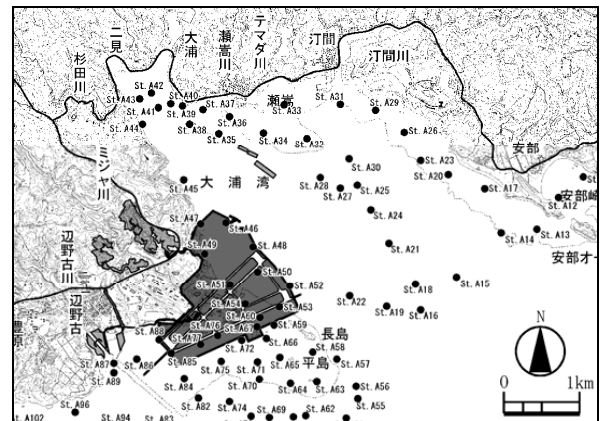 二見
大浦
瀬嵩川
テマダ川
汀間
汀間川
杉田川
瀬嵩
安部
ミジャ川
大浦湾
安部崎
安部オー
辺野古川
辺野古
豊原
長島
平島
St. A42
St. A43
St. A40
St. A37
St. A41
St. A39
St. A36
St. A33
St. A31
St. A29
St. A44
St. A38
St. A35
St. A34
St. A32
St. A26
St. A30
St. A23
St. A20
St. A17
St. A45
St. A28
St. A27
St. A25
St. A12
St. A24
St. A47
St. A46
St. A14
St. A13
St. A49
St. A48
St. A21
St. A51
St. A50
St. A52
St. A18
St. A15
St. A54
St. A53
St. A22
St. A19
St. A16
St. A60
St. A59
St. A88
St. A76
St. A67
St. A77
St. A72
St. A66
St. A58
St. A87
St. A86
St. A85
St. A75
St. A71
St. A65
St. A57
St. A89
St. A84
St. A70
St. A64
St. A63
St. A56
St. A82
St. A74
St. A55
St. A96
St. A94
St. A83
St. A69
St. A62
St. A102
N
0 1km